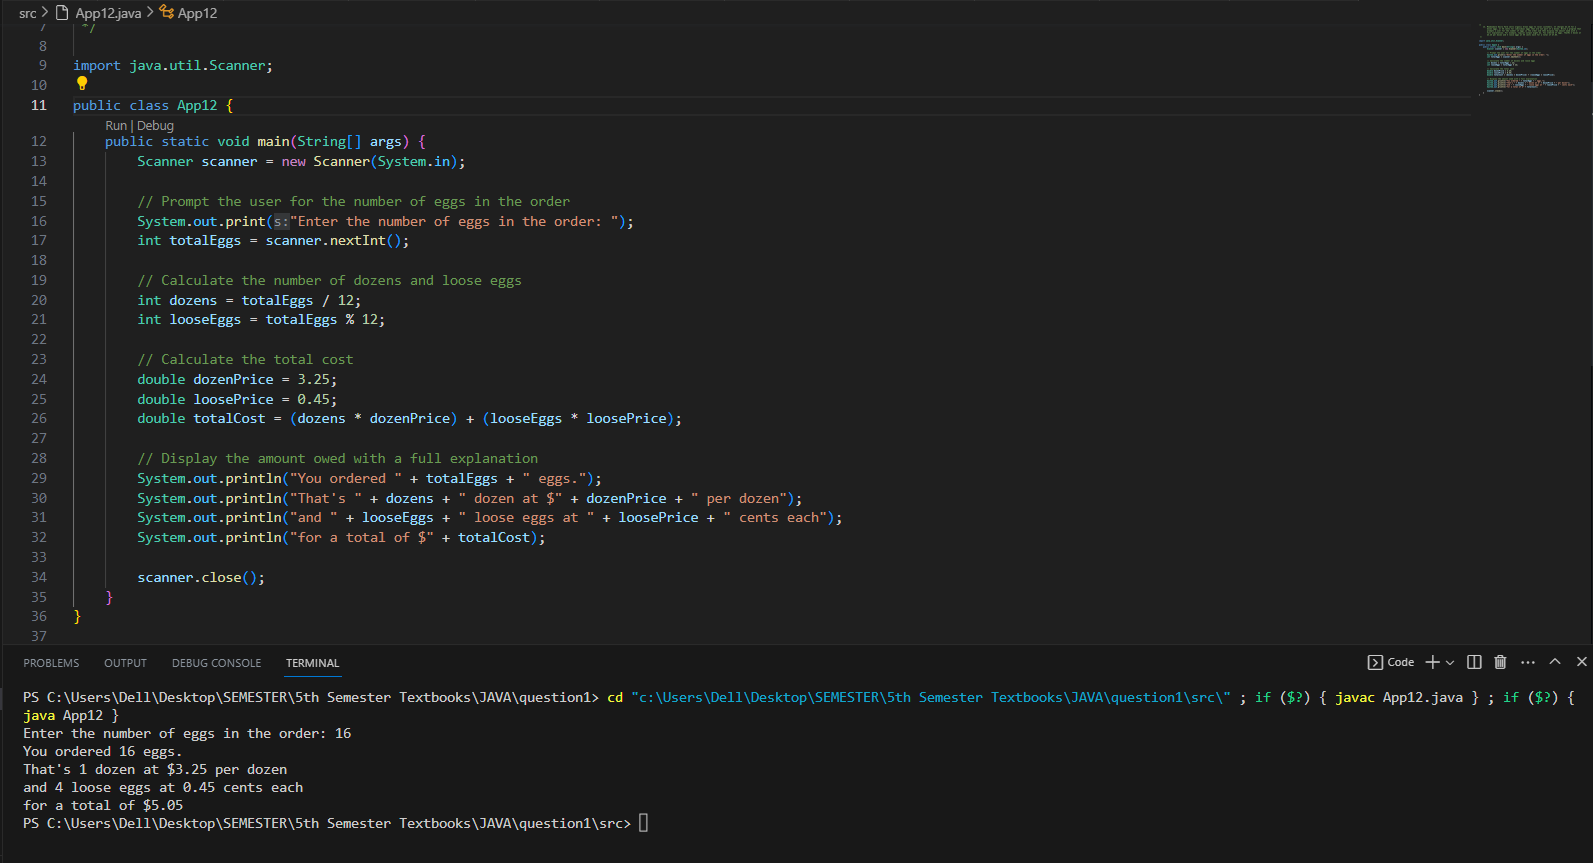 src > App12.java > App12
7 */
8
9 import java.util.Scanner;
10
11 public class App12 {
Run | Debug
12 public static void main(String[] args) {
13 Scanner scanner = new Scanner(System.in);
14
15 // Prompt the user for the number of eggs in the order
16 System.out.print(s:"Enter the number of eggs in the order: ");
17 int totalEggs = scanner.nextInt();
18
19 // Calculate the number of dozens and loose eggs
20 int dozens = totalEggs / 12;
21 int looseEggs = totalEggs % 12;
22
23 // Calculate the total cost
24 double dozenPrice = 3.25;
25 double loosePrice = 0.45;
26 double totalCost = (dozens * dozenPrice) + (looseEggs * loosePrice);
27
28 // Display the amount owed with a full explanation
29 System.out.println("You ordered " + totalEggs + " eggs.");
30 System.out.println("That's " + dozens + " dozen at $" + dozenPrice + " per dozen");
31 System.out.println("and " + looseEggs + " loose eggs at " + loosePrice + " cents each");
32 System.out.println("for a total of $" + totalCost);
33
34 scanner.close();
35 }
36 }
37
PROBLEMS OUTPUT DEBUG CONSOLE TERMINAL Code
PS C:\Users\Dell\Desktop\SEMESTER\5th Semester Textbooks\JAVA\question1> cd "c:\Users\Dell\Desktop\SEMESTER\5th Semester Textbooks\JAVA\question1\src\" ; if ($?) { javac App12.java } ; if ($?) {
java App12 }
Enter the number of eggs in the order: 16
You ordered 16 eggs.
That's 1 dozen at $3.25 per dozen
and 4 loose eggs at 0.45 cents each
for a total of $5.05
PS C:\Users\Dell\Desktop\SEMESTER\5th Semester Textbooks\JAVA\question1\src>